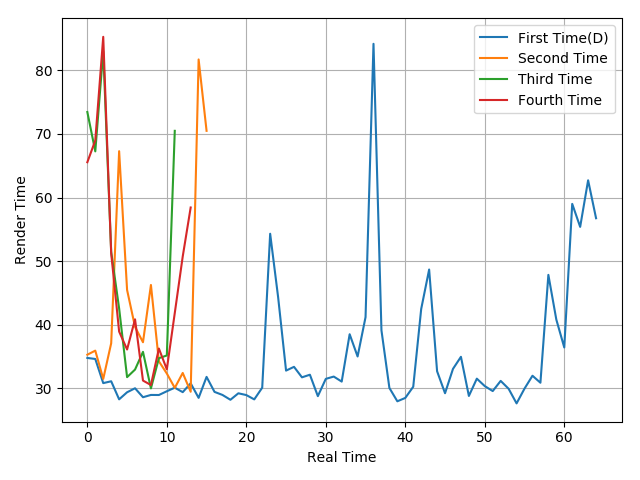 First Time(D)
Second Time
Third Time
Fourth Time
80
70
60
50
40
30
Render Time
0 10 20 30 40 50 60
Real Time